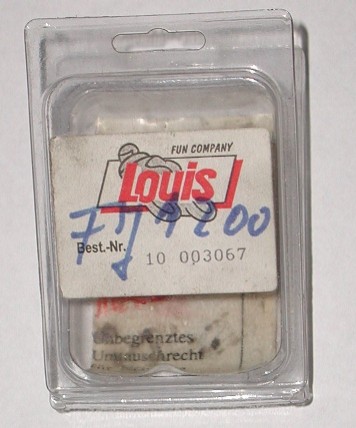 FUN COMPANY
Louis
FJ 1200
Best.-Nr. 10 003067
Unbegrenztes
Umtauschrecht